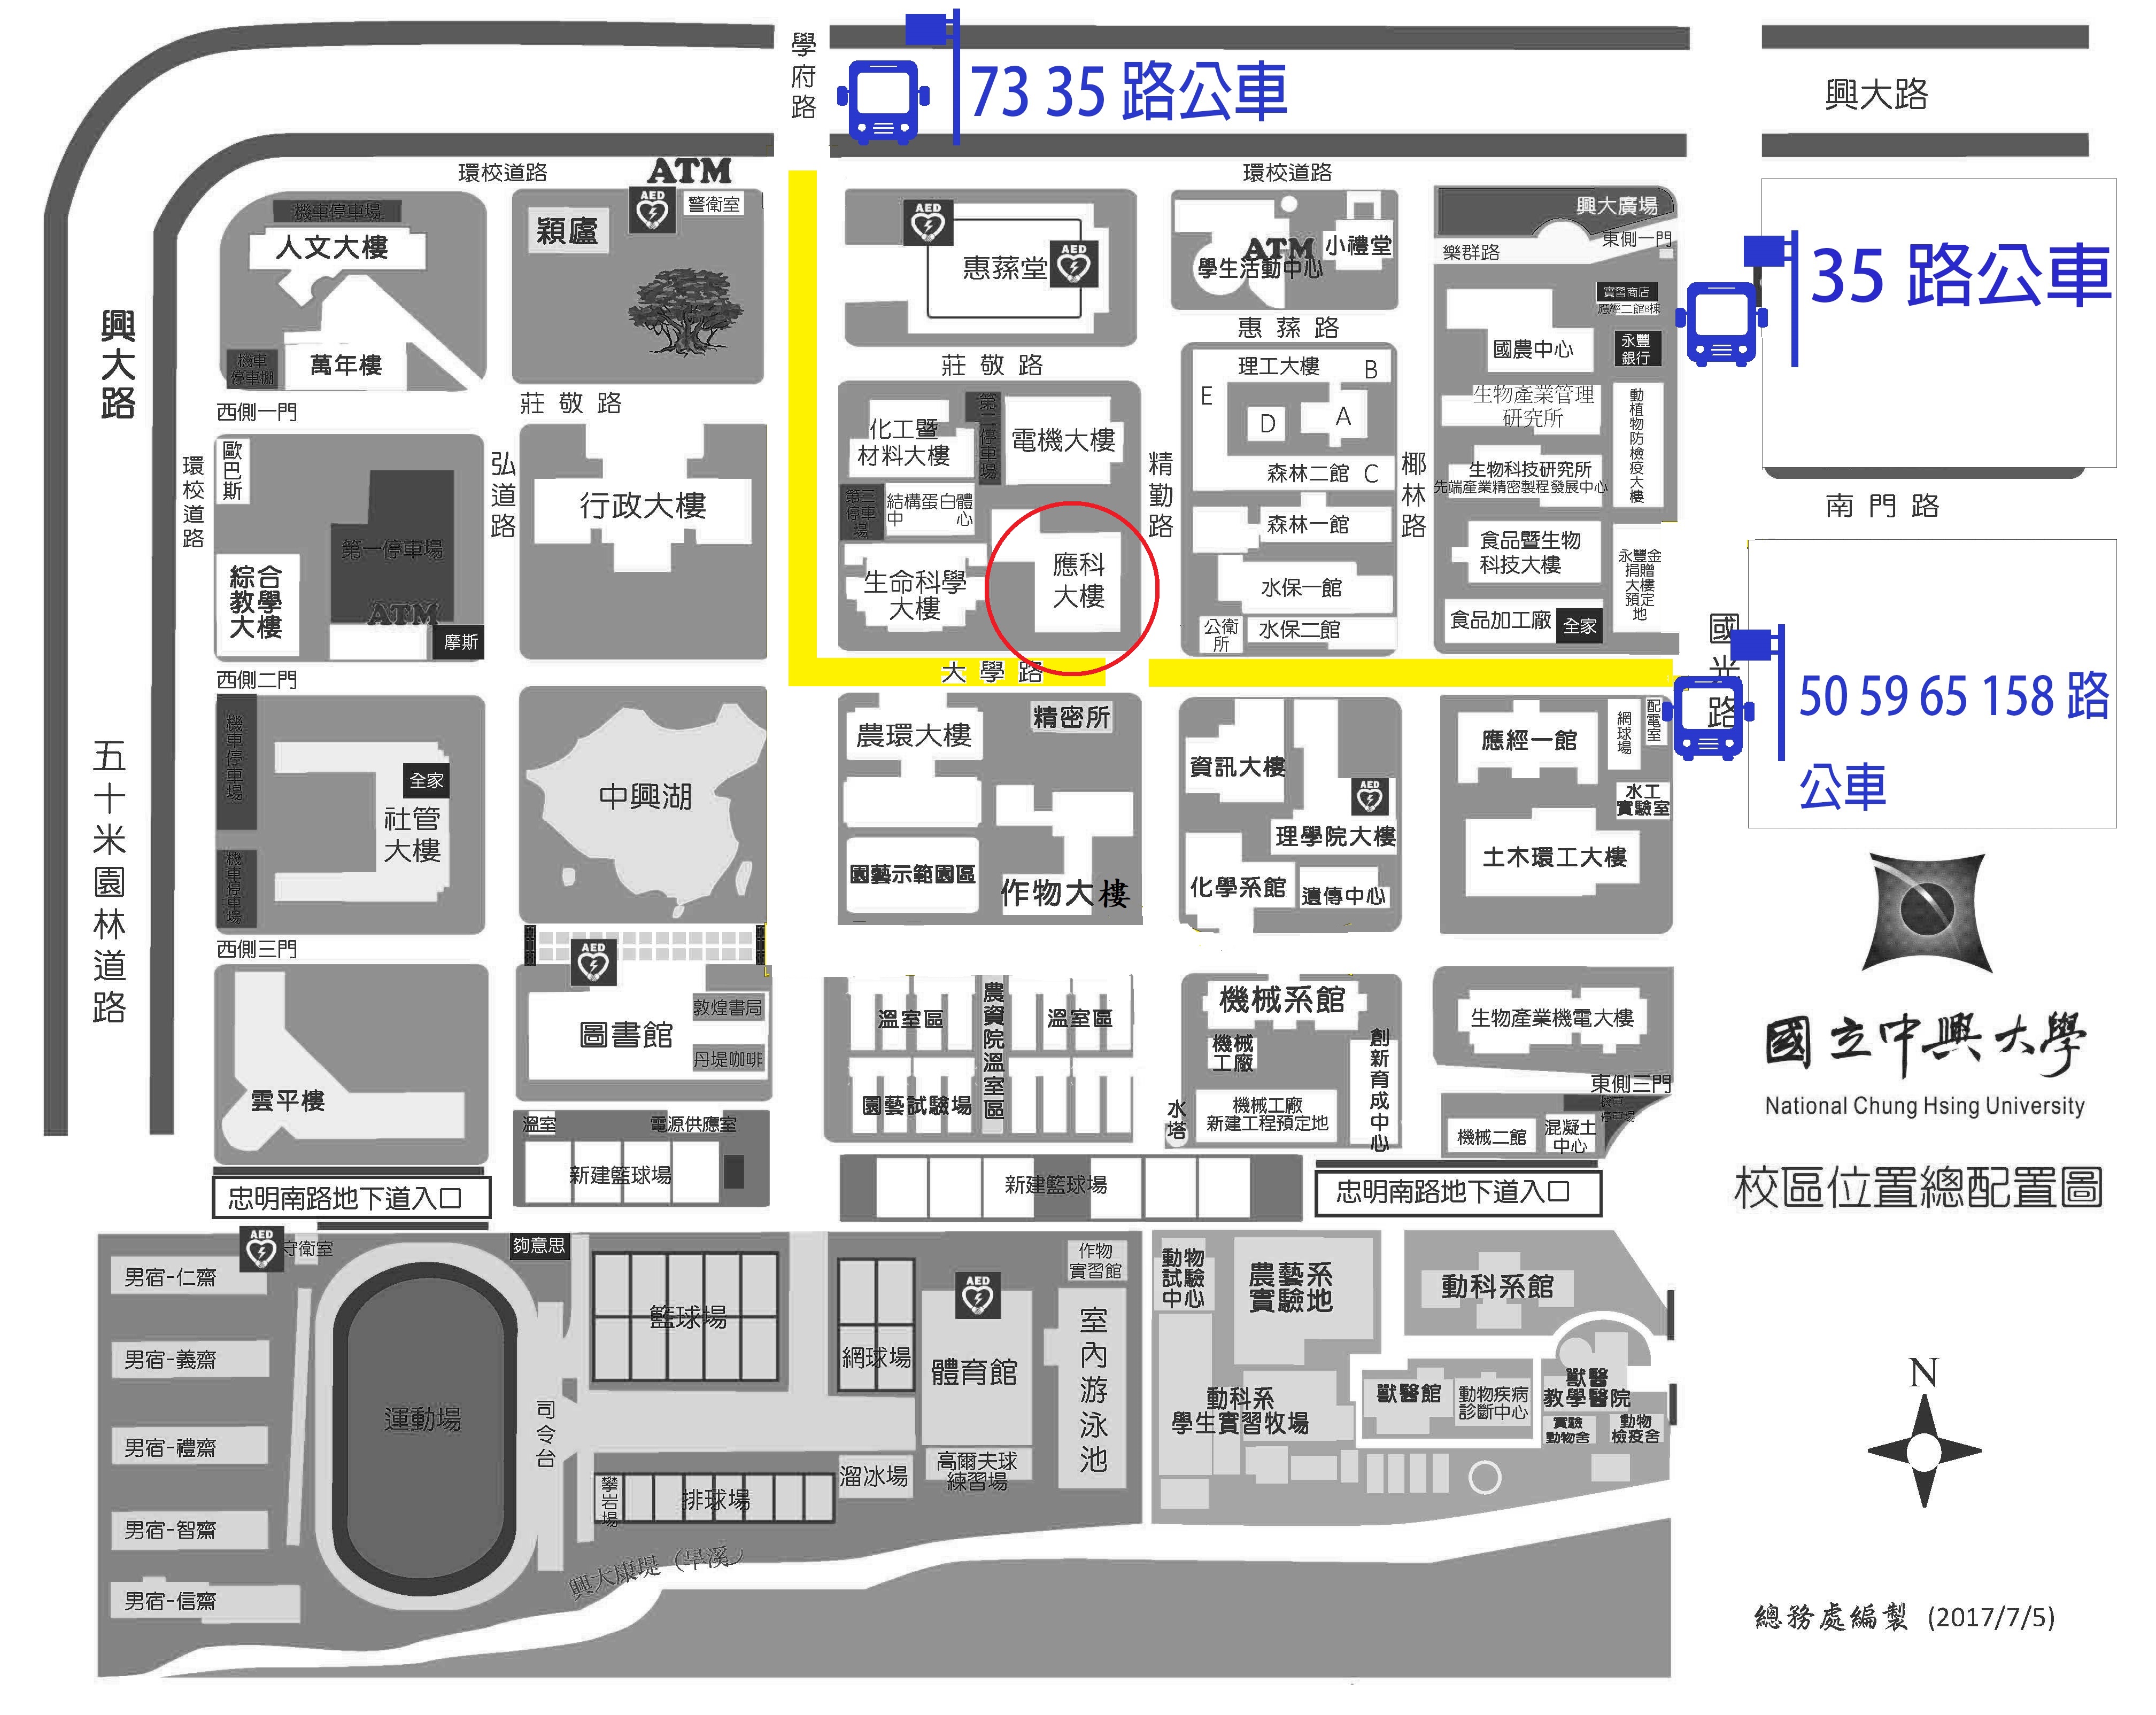 學府路
73 35 路公車
興大路
環校道路
ATM
環校道路
機車停車場
人文大樓
穎廬
AED
警衛室
AED
惠蓀堂
AED
ATM
學生活動中心
小禮堂
興大廣場
東側一門
樂群路
35 路公車
實習商店
應經二館B棟
國農中心
永豐
銀行
惠蓀路
興大路
機車
停車棚
萬年樓
莊敬路
理工大樓
A
B
C
D
E
西側一門
莊敬路
化工暨
材料大樓
第二停車場
電機大樓
生物產業管理
研究所
動植物防檢疫大樓
歐巴斯
環校道路
弘道路
精勤路
椰林路
森林二館
生物科技研究所
先端產業精密製程發展中心
南門路
第一停車場
行政大樓
第三停車場
結構蛋白體
中心
應科
大樓
森林一館
食品暨生物
科技大樓
永豐金
捐贈
大樓
預定
地
綜合
教學
大樓
生命科學
大樓
水保一館
國光路
ATM
摩斯
公衛所
水保二館
食品加工廠
全家
西側二門
大學路
50 59 65 158 路
公車
機車停車場
全家
社管
大樓
中興湖
農環大樓
精密所
資訊大樓
AED
應經一館
網球場
配電室
水工
實驗室
五十米園林道路
機車停車場
園藝示範園區
作物大樓
理學院大樓
化學系館
遺傳中心
土木環工大樓
西側三門
AED
圖書館
敦煌書局
丹堤咖啡
溫室區
農資院溫室區
溫室區
機械系館
機械
工廠
創新育成中心
生物產業機電大樓
國立中興大學
National Chung Hsing University
雲平樓
園藝試驗場
水塔
機械工廠
新建工程預定地
東側三門
機械二館
混凝土
中心
溫室
電源供應室
新建籃球場
新建籃球場
校區位置總配置圖
忠明南路地下道入口
忠明南路地下道入口
AED
守衛室
夠意思
男宿-仁齋
籃球場
AED
作物
實習館
動物
試驗
中心
農藝系
實驗地
動科系館
男宿-義齋
網球場
體育館
室內游泳池
N
運動場
司令台
動科系
學生實習牧場
獸醫館
動物疾病
診斷中心
獸醫
教學醫院
實驗
動物舍
動物
檢疫舍
男宿-禮齋
溜冰場
高爾夫球
練習場
男宿-智齋
攀岩場
排球場
興大康堤（旱溪）
男宿-信齋
總務處編製 (2017/7/5)